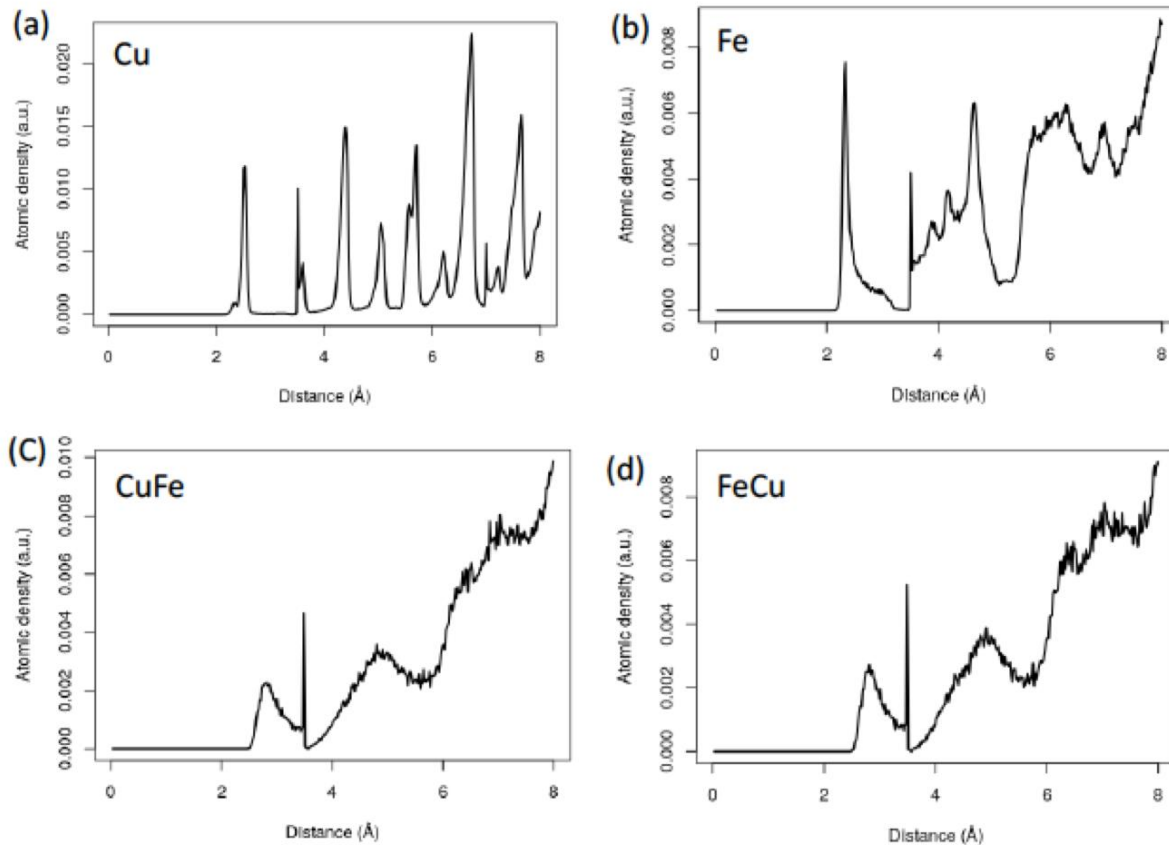 (a)
Cu
Atomic density (a.u.)
0.000 0.005 0.010 0.015 0.020
0 2 4 6 8
Distance (Å)
(b)
Fe
Atomic density (a.u.)
0.000 0.002 0.004 0.006 0.008
0 2 4 6 8
Distance (Å)
(C)
CuFe
Atomic density (a.u.)
0.000 0.002 0.004 0.006 0.008 0.010
0 2 4 6 8
Distance (Å)
(d)
FeCu
Atomic density (a.u.)
0.000 0.002 0.004 0.006 0.008
0 2 4 6 8
Distance (Å)